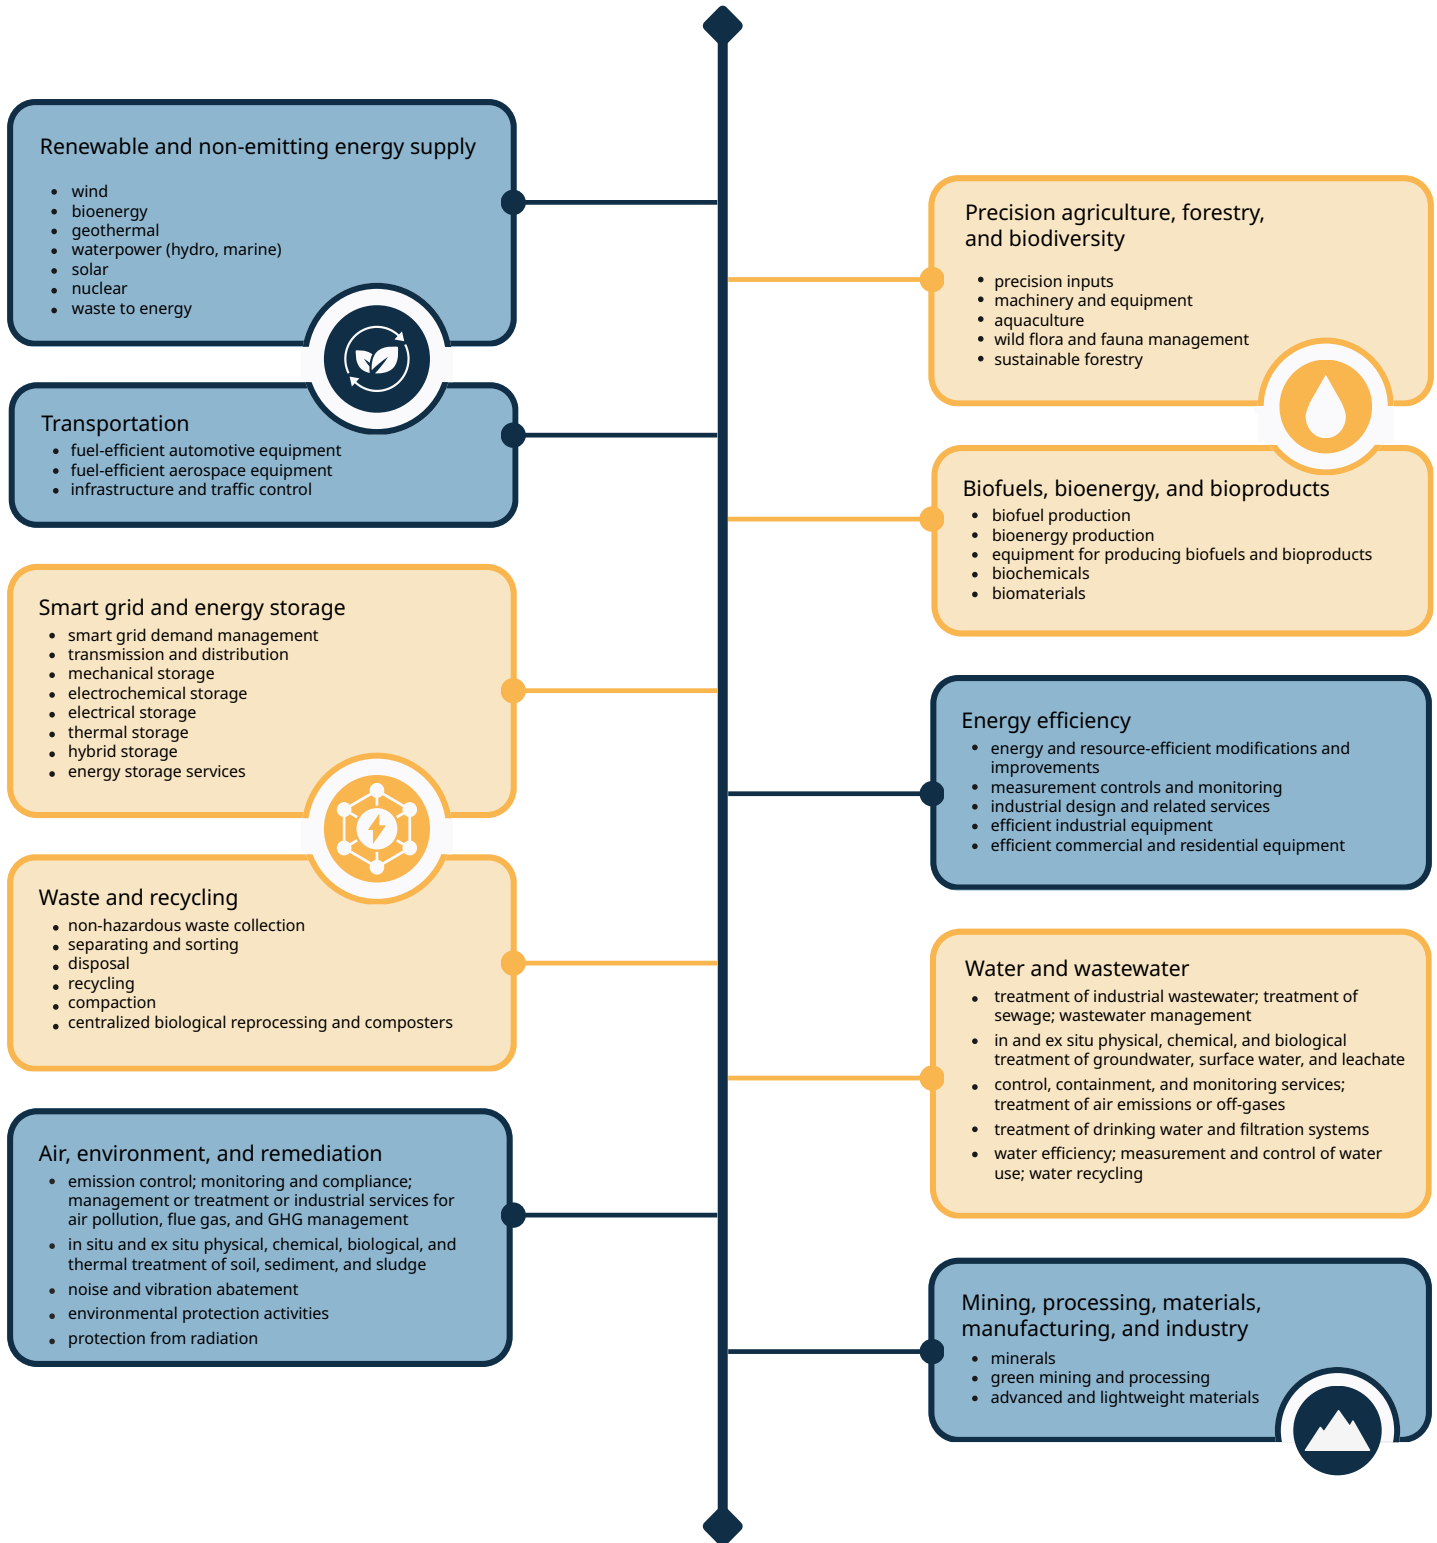 Renewable and non-emitting energy supply
• wind
• bioenergy
• geothermal
• waterpower (hydro, marine)
• solar
• nuclear
• waste to energy
Transportation
• fuel-efficient automotive equipment
• fuel-efficient aerospace equipment
• infrastructure and traffic control
Smart grid and energy storage
• smart grid demand management
• transmission and distribution
• mechanical storage
• electrochemical storage
• electrical storage
• thermal storage
• hybrid storage
• energy storage services
Waste and recycling
• non-hazardous waste collection
• separating and sorting
• disposal
• recycling
• compaction
• centralized biological reprocessing and composters
Air, environment, and remediation
• emission control; monitoring and compliance;
management or treatment or industrial services for
air pollution, flue gas, and GHG management
• in situ and ex situ physical, chemical, biological, and
thermal treatment of soil, sediment, and sludge
• noise and vibration abatement
• environmental protection activities
• protection from radiation
Precision agriculture, forestry,
and biodiversity
• precision inputs
• machinery and equipment
• aquaculture
• wild flora and fauna management
• sustainable forestry
Biofuels, bioenergy, and bioproducts
• biofuel production
• bioenergy production
• equipment for producing biofuels and bioproducts
• biochemicals
• biomaterials
Energy efficiency
• energy and resource-efficient modifications and
improvements
• measurement controls and monitoring
• industrial design and related services
• efficient industrial equipment
• efficient commercial and residential equipment
Water and wastewater
• treatment of industrial wastewater; treatment of
sewage; wastewater management
• in and ex situ physical, chemical, and biological
treatment of groundwater, surface water, and leachate
• control, containment, and monitoring services;
treatment of air emissions or off-gases
• treatment of drinking water and filtration systems
• water efficiency; measurement and control of water
use; water recycling
Mining, processing, materials,
manufacturing, and industry
• minerals
• green mining and processing
• advanced and lightweight materials